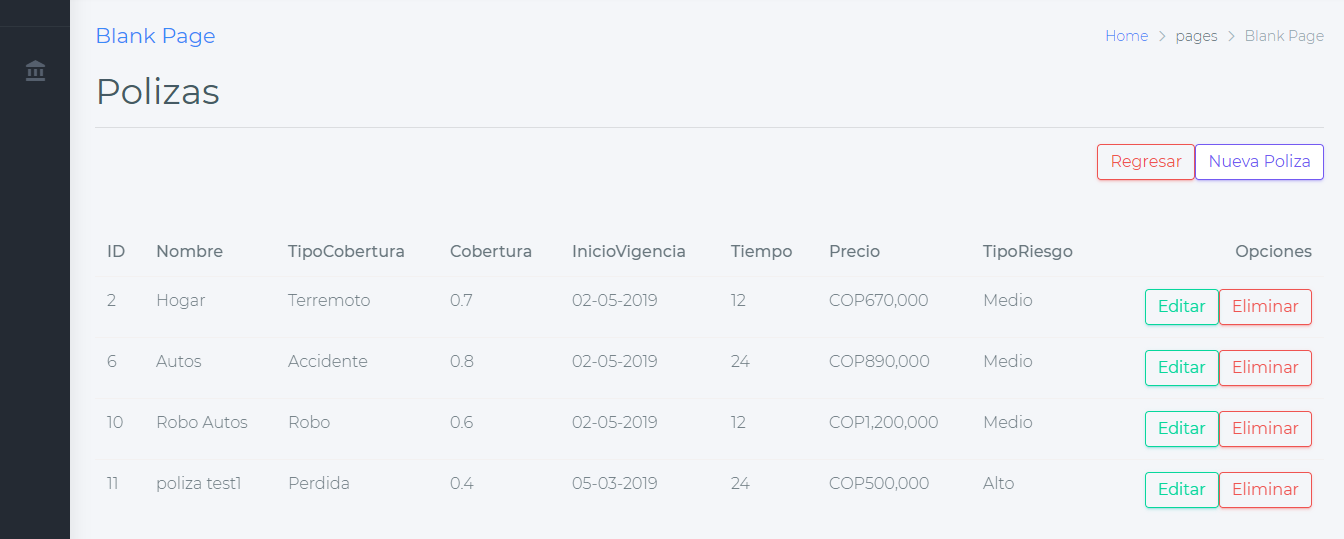 Blank Page
Home > pages > Blank Page
Polizas
Regresar Nueva Poliza
ID Nombre TipoCobertura Cobertura InicioVigencia Tiempo Precio TipoRiesgo Opciones
2 Hogar Terremoto 0.7 02-05-2019 12 COP670,000 Medio Editar Eliminar
6 Autos Accidente 0.8 02-05-2019 24 COP890,000 Medio Editar Eliminar
10 Robo Autos Robo 0.6 02-05-2019 12 COP1,200,000 Medio Editar Eliminar
11 poliza test1 Perdida 0.4 05-03-2019 24 COP500,000 Alto Editar Eliminar